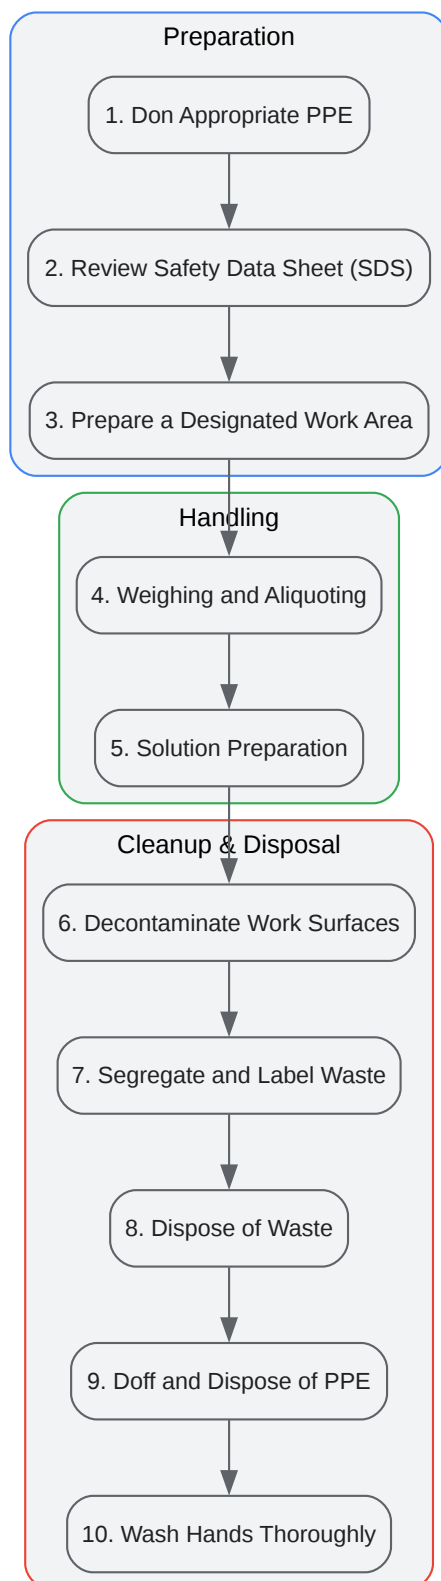 Preparation
1. Don Appropriate PPE
2. Review Safety Data Sheet (SDS)
3. Prepare a Designated Work Area
Handling
4. Weighing and Aliquoting
5. Solution Preparation
Cleanup & Disposal
6. Decontaminate Work Surfaces
7. Segregate and Label Waste
8. Dispose of Waste
9. Doff and Dispose of PPE
10. Wash Hands Thoroughly